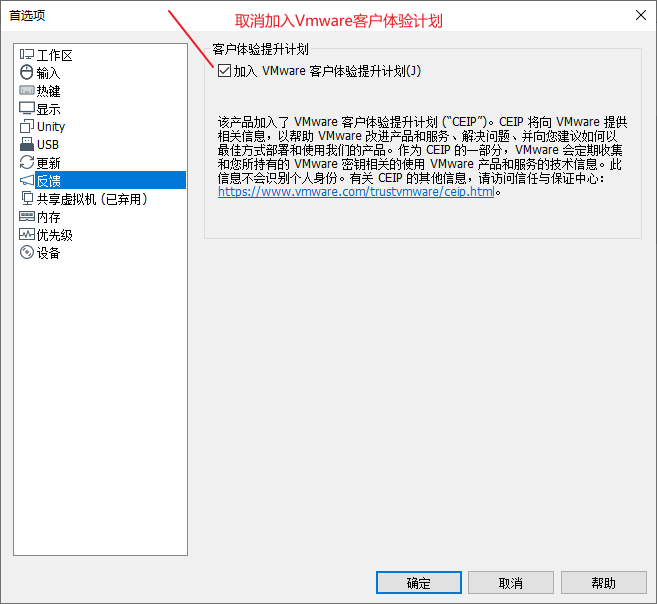 首选项
取消加入Vmware客户体验计划
工作区
输入
热键
显示
Unity
USB
更新
反馈
共享虚拟机 (已弃用)
内存
优先级
设备
客户体验提升计划
加入 VMware 客户体验提升计划(J)
该产品加入了 VMware 客户体验提升计划 (“CEIP”)。CEIP 将向 VMware 提供
相关信息，以帮助 VMware 改进产品和服务、解决问题、并向您建议如何以
最佳方式部署和使用我们的产品。作为 CEIP 的一部分，VMware 会定期收集
和您所持有的 VMware 密钥相关的使用 VMware 产品和服务的技术信息。此
信息不会识别个人身份。有关 CEIP 的其他信息，请访问信任与保证中心：
https://www.vmware.com/trustvmware/ceip.html。
确定
取消
帮助